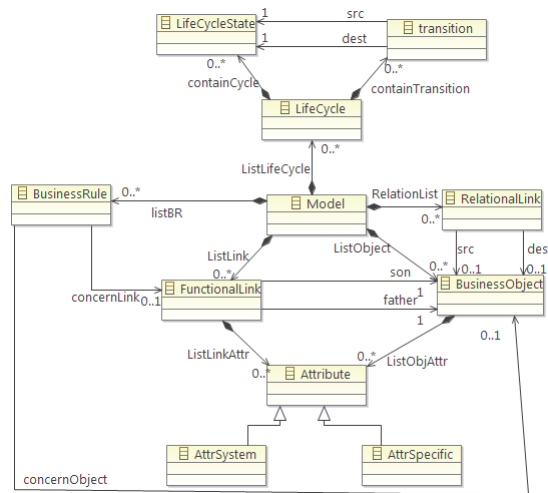 LifeCycleState
1
src
transition
1
dest
0..*
0..*
containCycle
containTransition
LifeCycle
0..*
ListLifeCycle
BusinessRule
0..*
listBR
Model
RelationList
0..*
RelationalLink
ListLink
ListObject
src
des
0..*
son
0..*
0..1
0..1
concernLink
0..1
FunctionalLink
1
BusinessObject
father
1
0..1
ListLinkAttr
0..*
Attribute
0..*
ListObjAttr
AttrSystem
AttrSpecific
concernObject